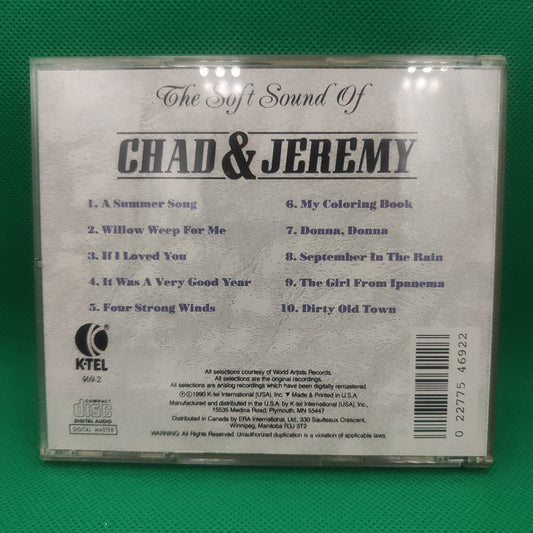 The Soft Sound Of
CHAD & JEREMY
1. A Summer Song
2. Willow Weep For Me
3. If I Loved You
4. It Was A Very Good Year
5. Four Strong Winds
6. My Coloring Book
7. Donna, Donna
8. September In The Rain
9. The Girl From Ipanema
10. Dirty Old Town
K-TEL
469-2
COMPACT
disc
DIGITAL AUDIO
DIGITAL MASTER
All selections courtesy of World Artists Records.
All selections are the original recordings.
All selections are analog recordings which have been digitally remastered.
Ⓟ©1990 K-tel International (USA), Inc. ▼ Made & Printed in U.S.A.
Manufactured and distributed in the U.S.A. by K-tel International (USA), Inc.
15535 Medina Road, Plymouth, MN 55447
Distributed in Canada by ERA International, Ltd, 330 Saulteaux Crescent,
Winnipeg, Manitoba R3J 3T2
WARNING: All Rights Reserved. Unauthorized duplication is a violation of applicable laws.
0 22775 46922